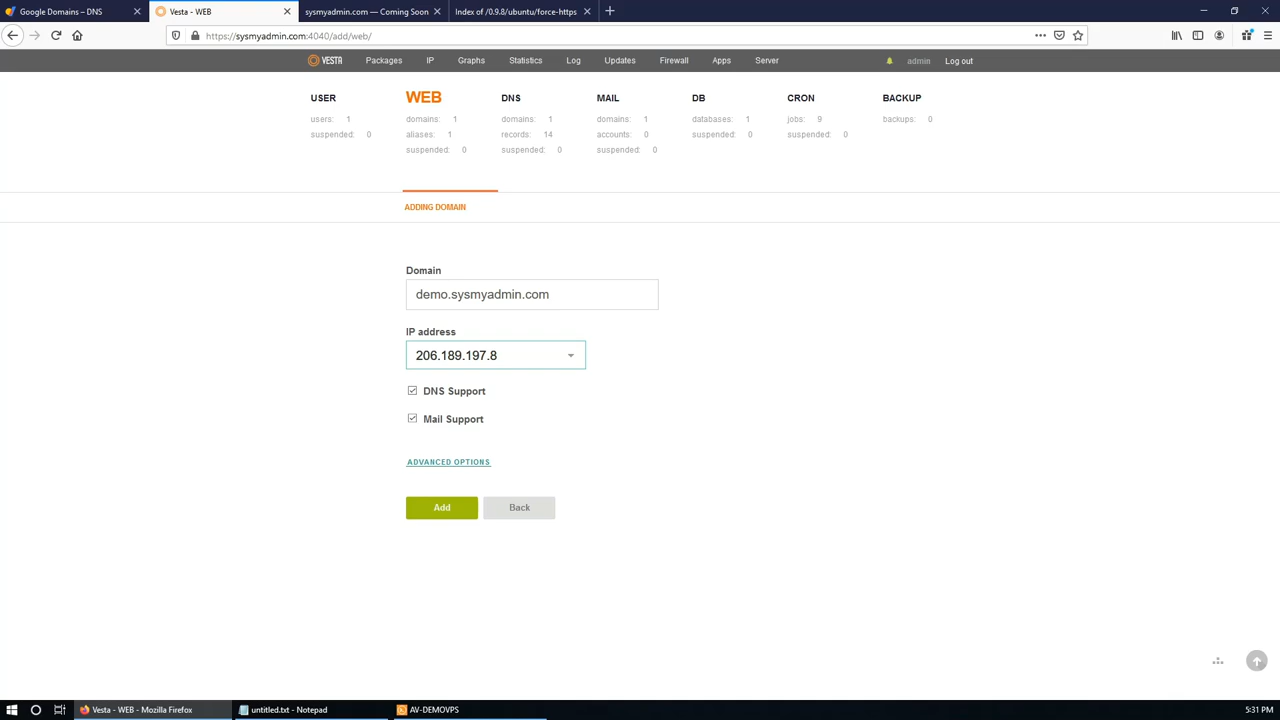 Google Domains – DNS
Vesta - WEB
sysmyadmin.com — Coming Soon
Index of /0.9.8/ubuntu/force-https
https://sysmyadmin.com:4040/add/web/
VESTA Packages IP Graphs Statistics Log Updates Firewall Apps Server admin Log out
USER
users: 1
suspended: 0
WEB
domains: 1
aliases: 1
suspended: 0
DNS
domains: 1
records: 14
suspended: 0
MAIL
domains: 1
accounts: 0
suspended: 0
DB
databases: 1
suspended: 0
CRON
jobs: 9
suspended: 0
BACKUP
backups: 0
ADDING DOMAIN
Domain
demo.sysmyadmin.com
IP address
206.189.197.8
DNS Support
Mail Support
ADVANCED OPTIONS
Add Back
Vesta - WEB - Mozilla Firefox
untitled.txt - Notepad
AV-DEMOVPS
5:31 PM